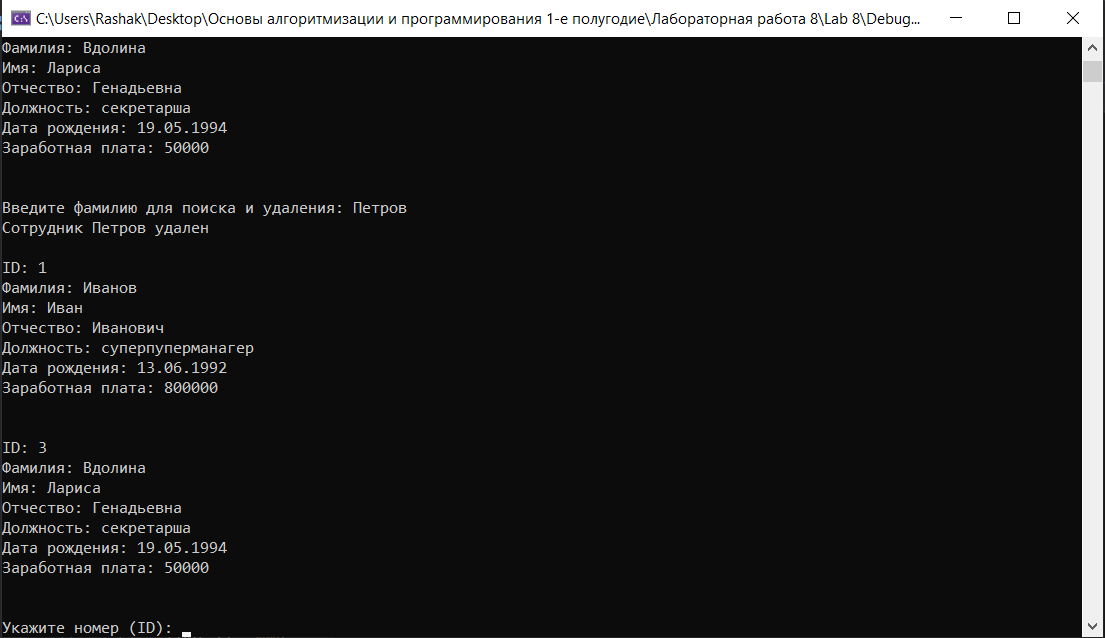 C:\Users\Rashak\Desktop\Основы алгоритмизации и программирования 1-е полугодие\Лабораторная работа 8\Lab 8\Debug...
Фамилия: Вдолина
Имя: Лариса
Отчество: Генадьевна
Должность: секретарша
Дата рождения: 19.05.1994
Заработная плата: 50000
Введите фамилию для поиска и удаления: Петров
Сотрудник Петров удален
ID: 1
Фамилия: Иванов
Имя: Иван
Отчество: Иванович
Должность: суперпуперманагер
Дата рождения: 13.06.1992
Заработная плата: 800000
ID: 3
Фамилия: Вдолина
Имя: Лариса
Отчество: Генадьевна
Должность: секретарша
Дата рождения: 19.05.1994
Заработная плата: 50000
Укажите номер (ID):